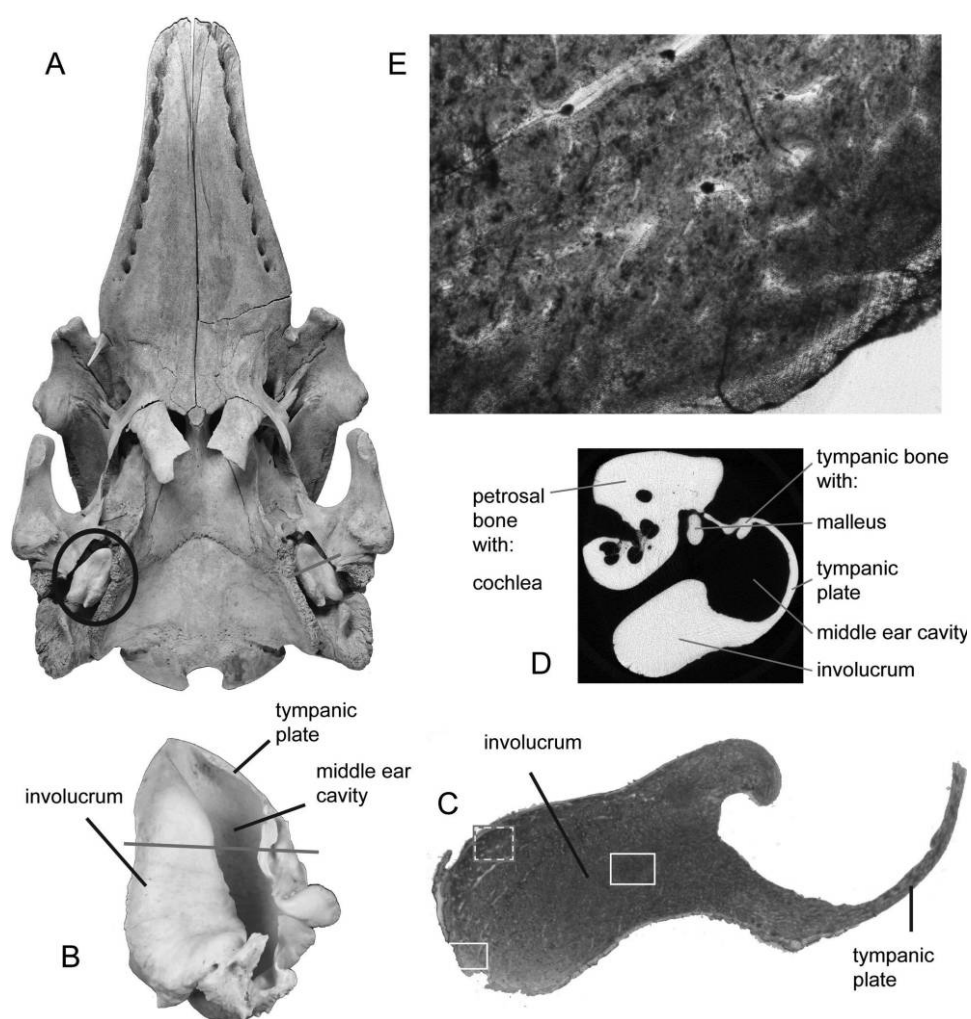 A
E
petrosal
bone
with:
cochlea
tympanic bone
with:
malleus
tympanic
plate
middle ear cavity
involucrum
D
tympanic
plate
middle ear
cavity
involucrum
B
involucrum
C
tympanic
plate